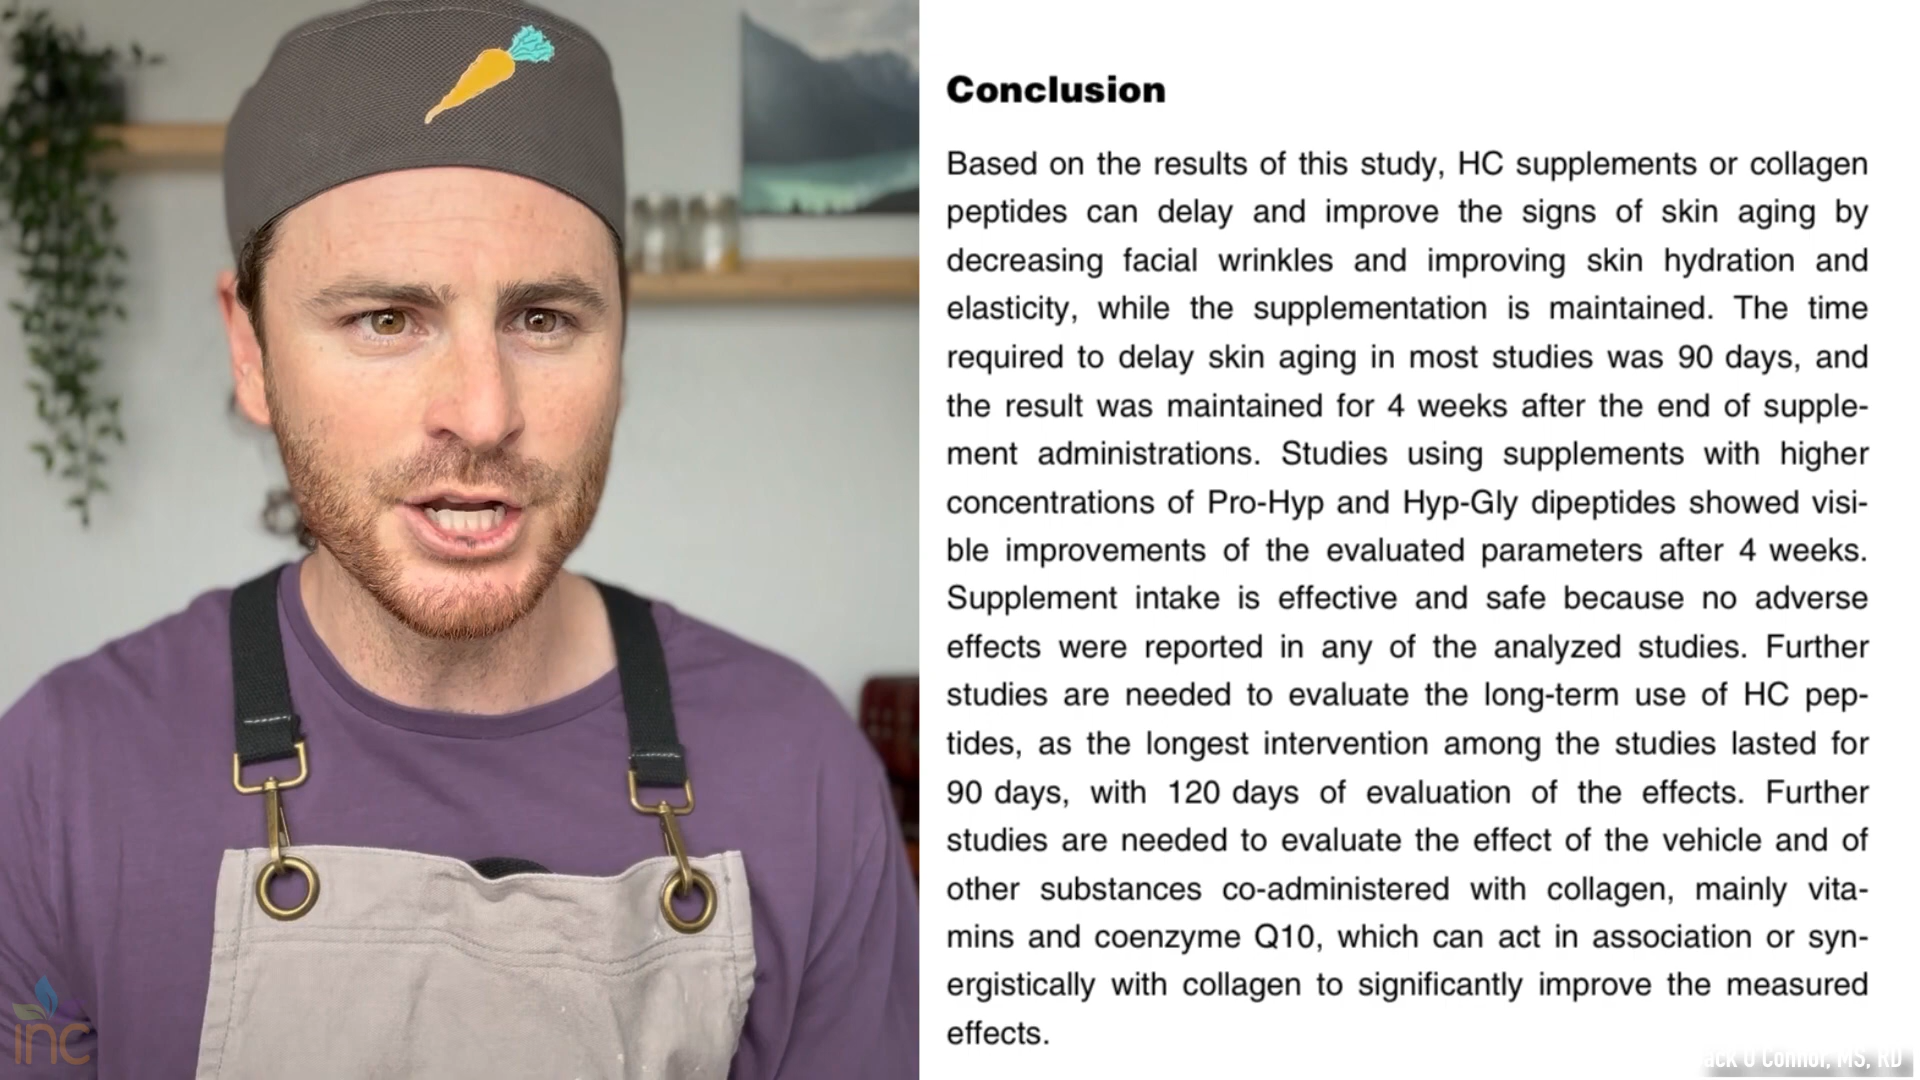 Conclusion
Based on the results of this study, HC supplements or collagen
peptides can delay and improve the signs of skin aging by
decreasing facial wrinkles and improving skin hydration and
elasticity, while the supplementation is maintained. The time
required to delay skin aging in most studies was 90 days, and
the result was maintained for 4 weeks after the end of supple-
ment administrations. Studies using supplements with higher
concentrations of Pro-Hyp and Hyp-Gly dipeptides showed visi-
ble improvements of the evaluated parameters after 4 weeks.
Supplement intake is effective and safe because no adverse
effects were reported in any of the analyzed studies. Further
studies are needed to evaluate the long-term use of HC pep-
tides, as the longest intervention among the studies lasted for
90 days, with 120 days of evaluation of the effects. Further
studies are needed to evaluate the effect of the vehicle and of
other substances co-administered with collagen, mainly vita-
mins and coenzyme Q10, which can act in association or syn-
ergistically with collagen to significantly improve the measured
effects.
inc
ack O'Connor, MS, RD